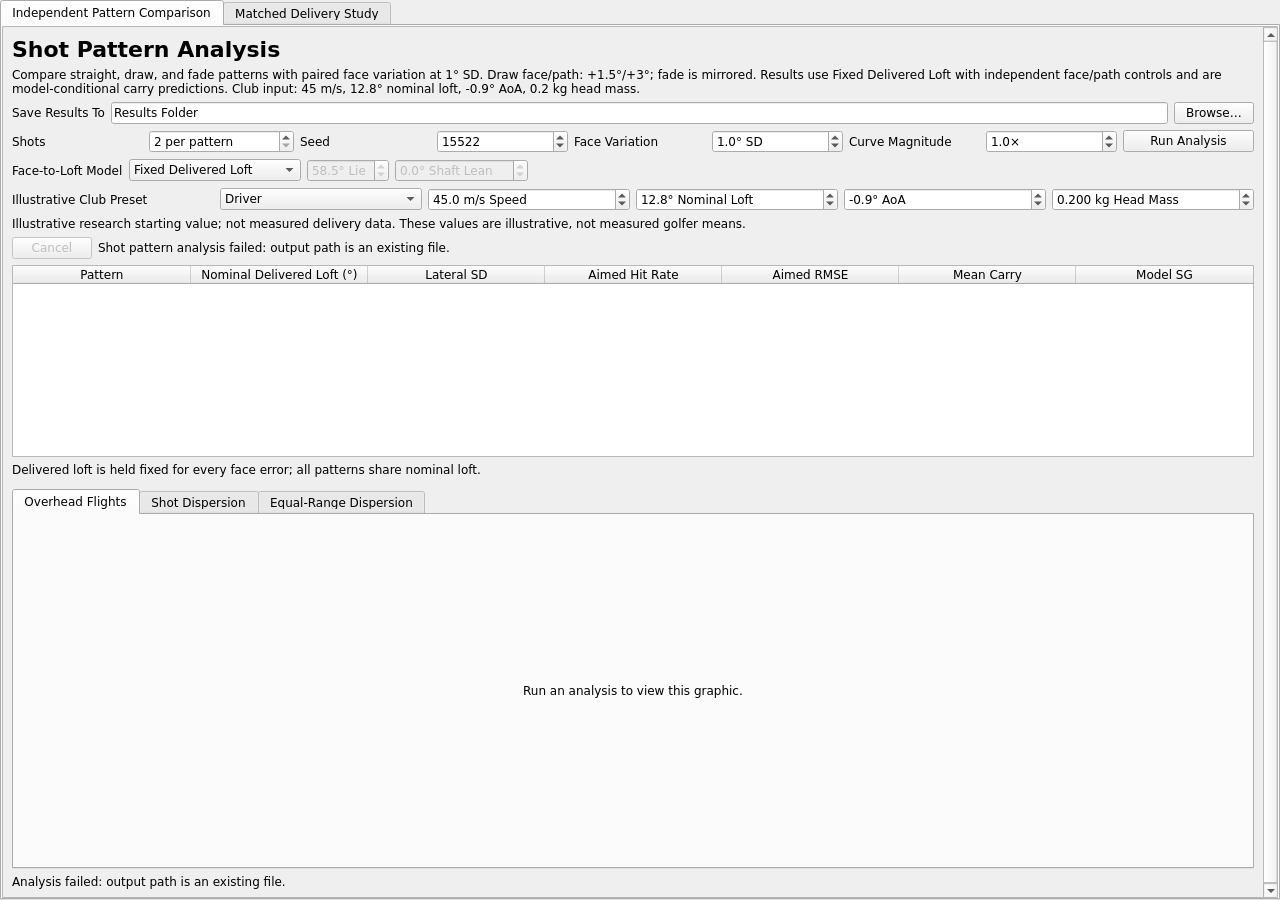 Independent Pattern Comparison
Matched Delivery Study
Shot Pattern Analysis
Compare straight, draw, and fade patterns with paired face variation at 1° SD. Draw face/path: +1.5°/+3°; fade is mirrored. Results use Fixed Delivered Loft with independent face/path controls and are
model-conditional carry predictions. Club input: 45 m/s, 12.8° nominal loft, -0.9° AoA, 0.2 kg head mass.
Save Results To
Results Folder
Browse...
Shots
2 per pattern
Seed
15522
Face Variation
1.0° SD
Curve Magnitude
1.0×
Run Analysis
Face-to-Loft Model
Fixed Delivered Loft
58.5° Lie
0.0° Shaft Lean
Illustrative Club Preset
Driver
45.0 m/s Speed
12.8° Nominal Loft
-0.9° AoA
0.200 kg Head Mass
Illustrative research starting value; not measured delivery data. These values are illustrative, not measured golfer means.
Cancel
Shot pattern analysis failed: output path is an existing file.
Pattern
Nominal Delivered Loft (°)
Lateral SD
Aimed Hit Rate
Aimed RMSE
Mean Carry
Model SG
Delivered loft is held fixed for every face error; all patterns share nominal loft.
Overhead Flights
Shot Dispersion
Equal-Range Dispersion
Run an analysis to view this graphic.
Analysis failed: output path is an existing file.